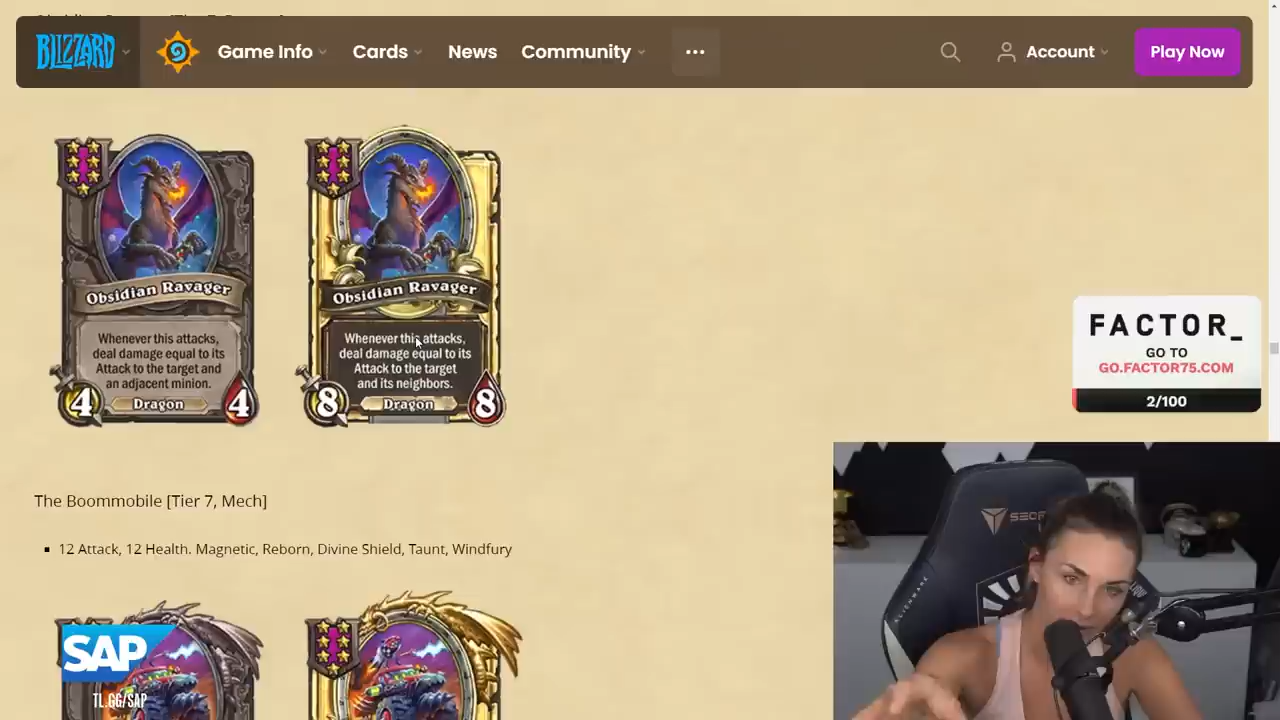 BLIZZARD
Game Info
Cards
News
Community
Account
Play Now
Obsidian Ravager
Whenever this attacks,
deal damage equal to its
Attack to the target and
an adjacent minion.
4
Dragon
4
Obsidian Ravager
Whenever this attacks,
deal damage equal to its
Attack to the target
and its neighbors.
8
Dragon
8
FACTOR_
GO TO
GO.FACTOR75.COM
2/100
The Boommobile [Tier 7, Mech]
12 Attack, 12 Health. Magnetic, Reborn, Divine Shield, Taunt, Windfury
SAP
TL.GG/SAP
ALIENWARE